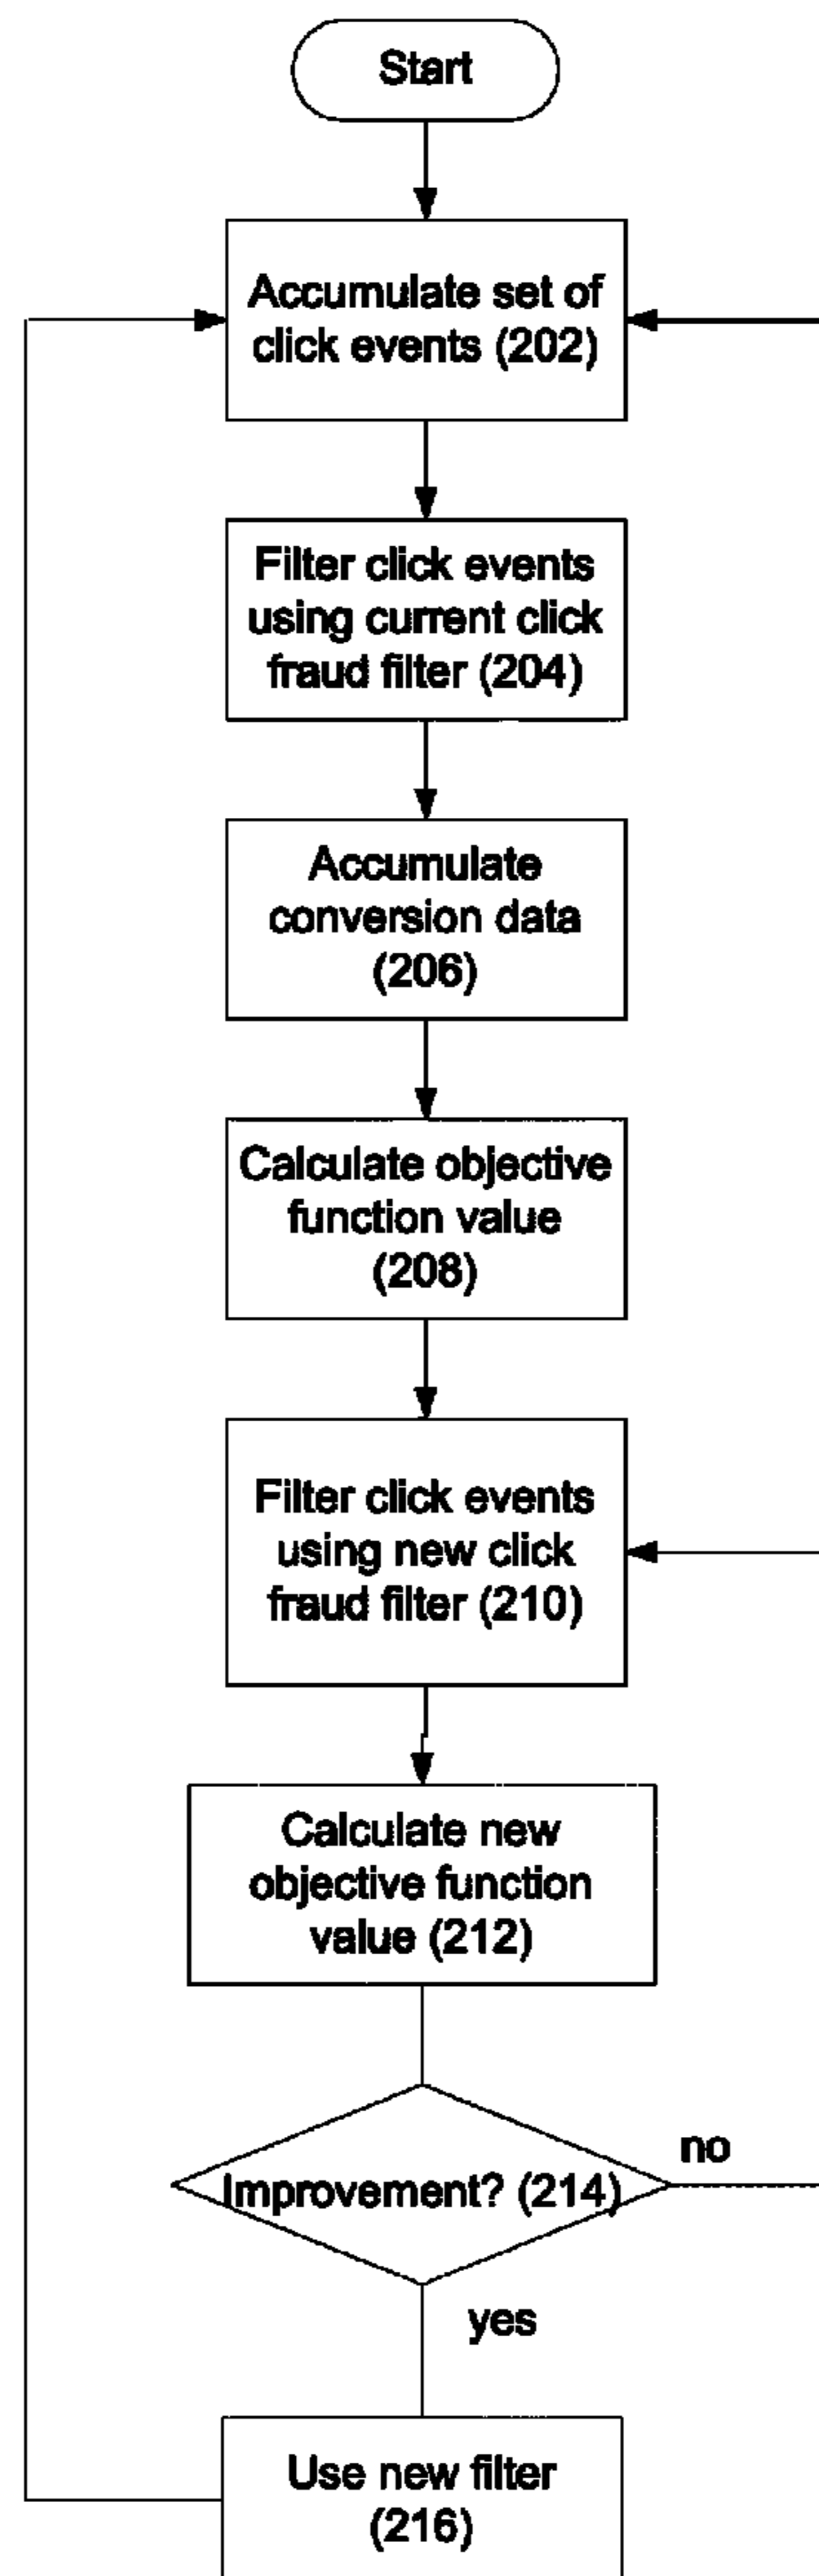 Start
Accumulate set of
click events (202)
Filter click events
using current click
fraud filter (204)
Accumulate
conversion data
(206)
Calculate objective
function value
(208)
Filter click events
using new click
fraud filter (210)
Calculate new
objective function
value (212)
Improvement? (214)
no
yes
Use new filter
(216)